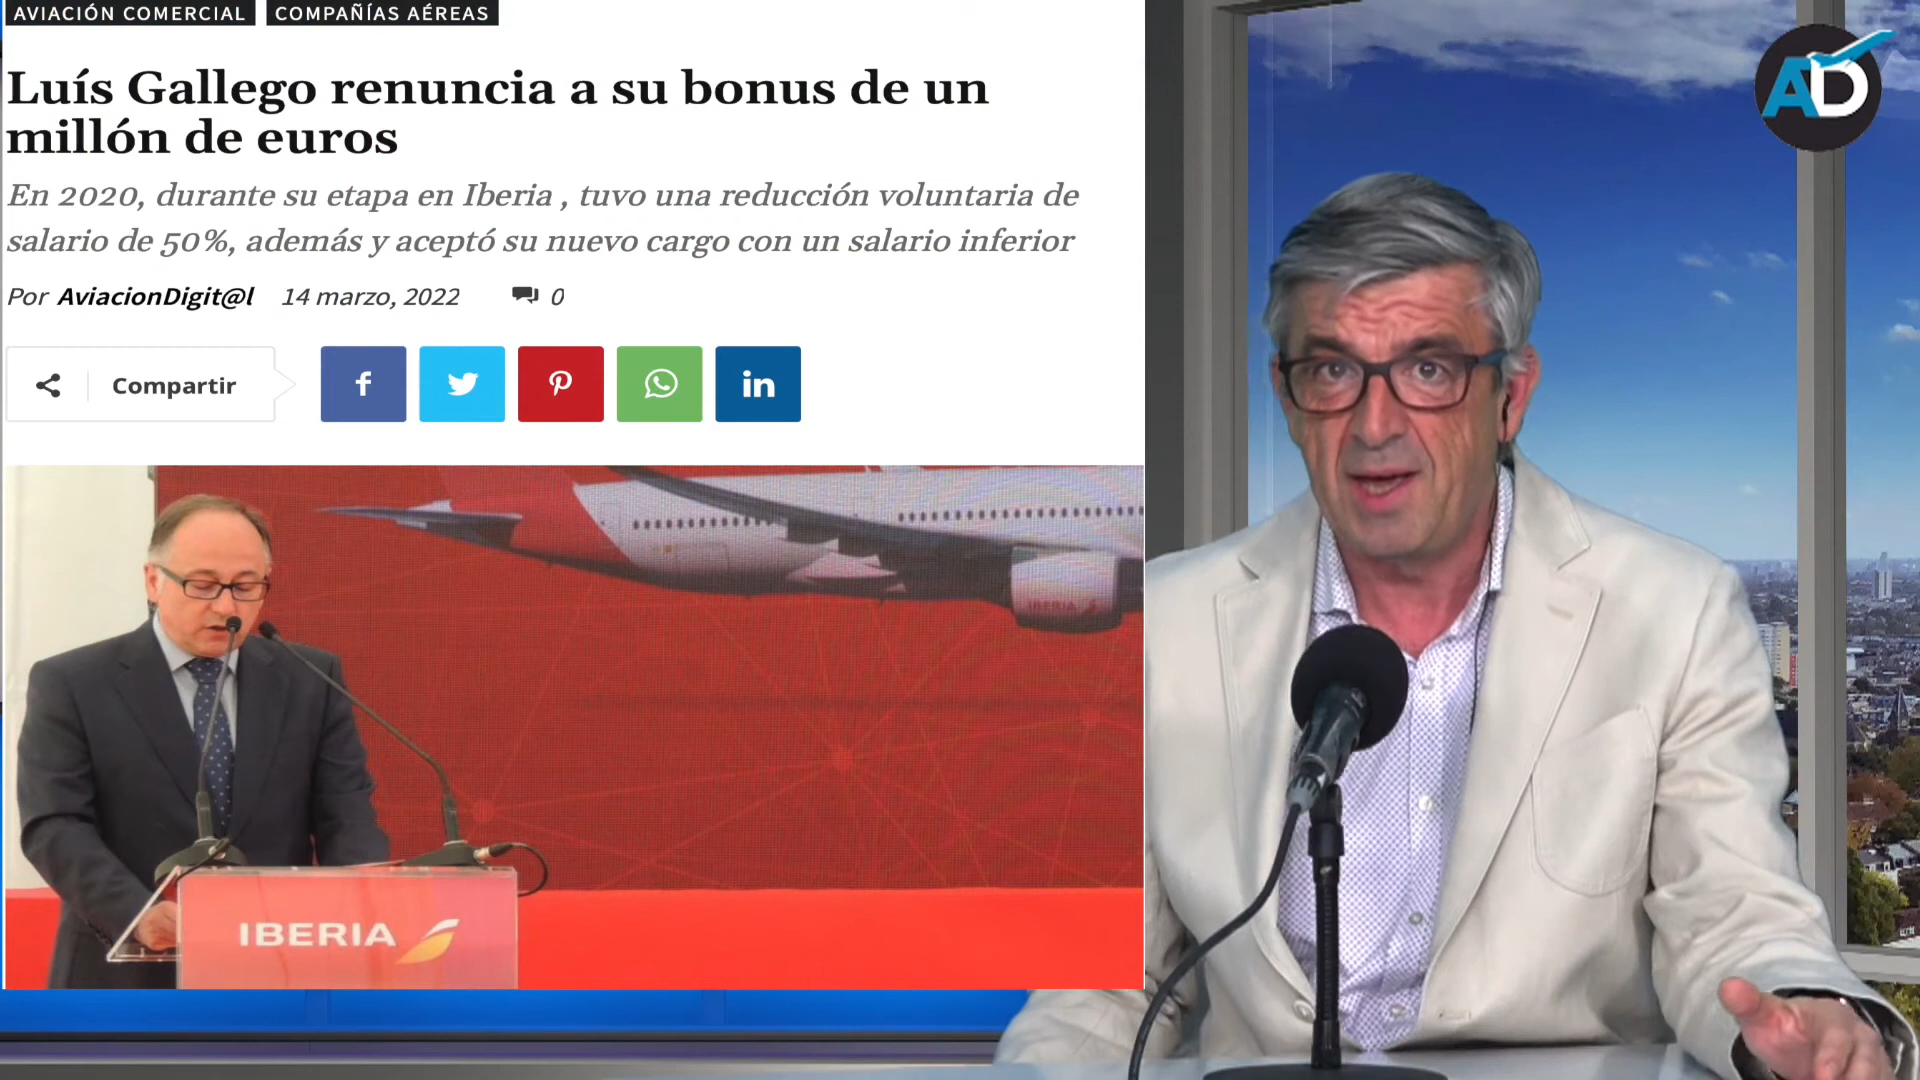 AVIACIÓN COMERCIAL COMPAÑÍAS AÉREAS
Luís Gallego renuncia a su bonus de un
millón de euros
En 2020, durante su etapa en Iberia , tuvo una reducción voluntaria de
salario de 50%, además y aceptó su nuevo cargo con un salario inferior
Por AviacionDigit@l 14 marzo, 2022 0
Compartir
IBERIA
IBERIA
AD